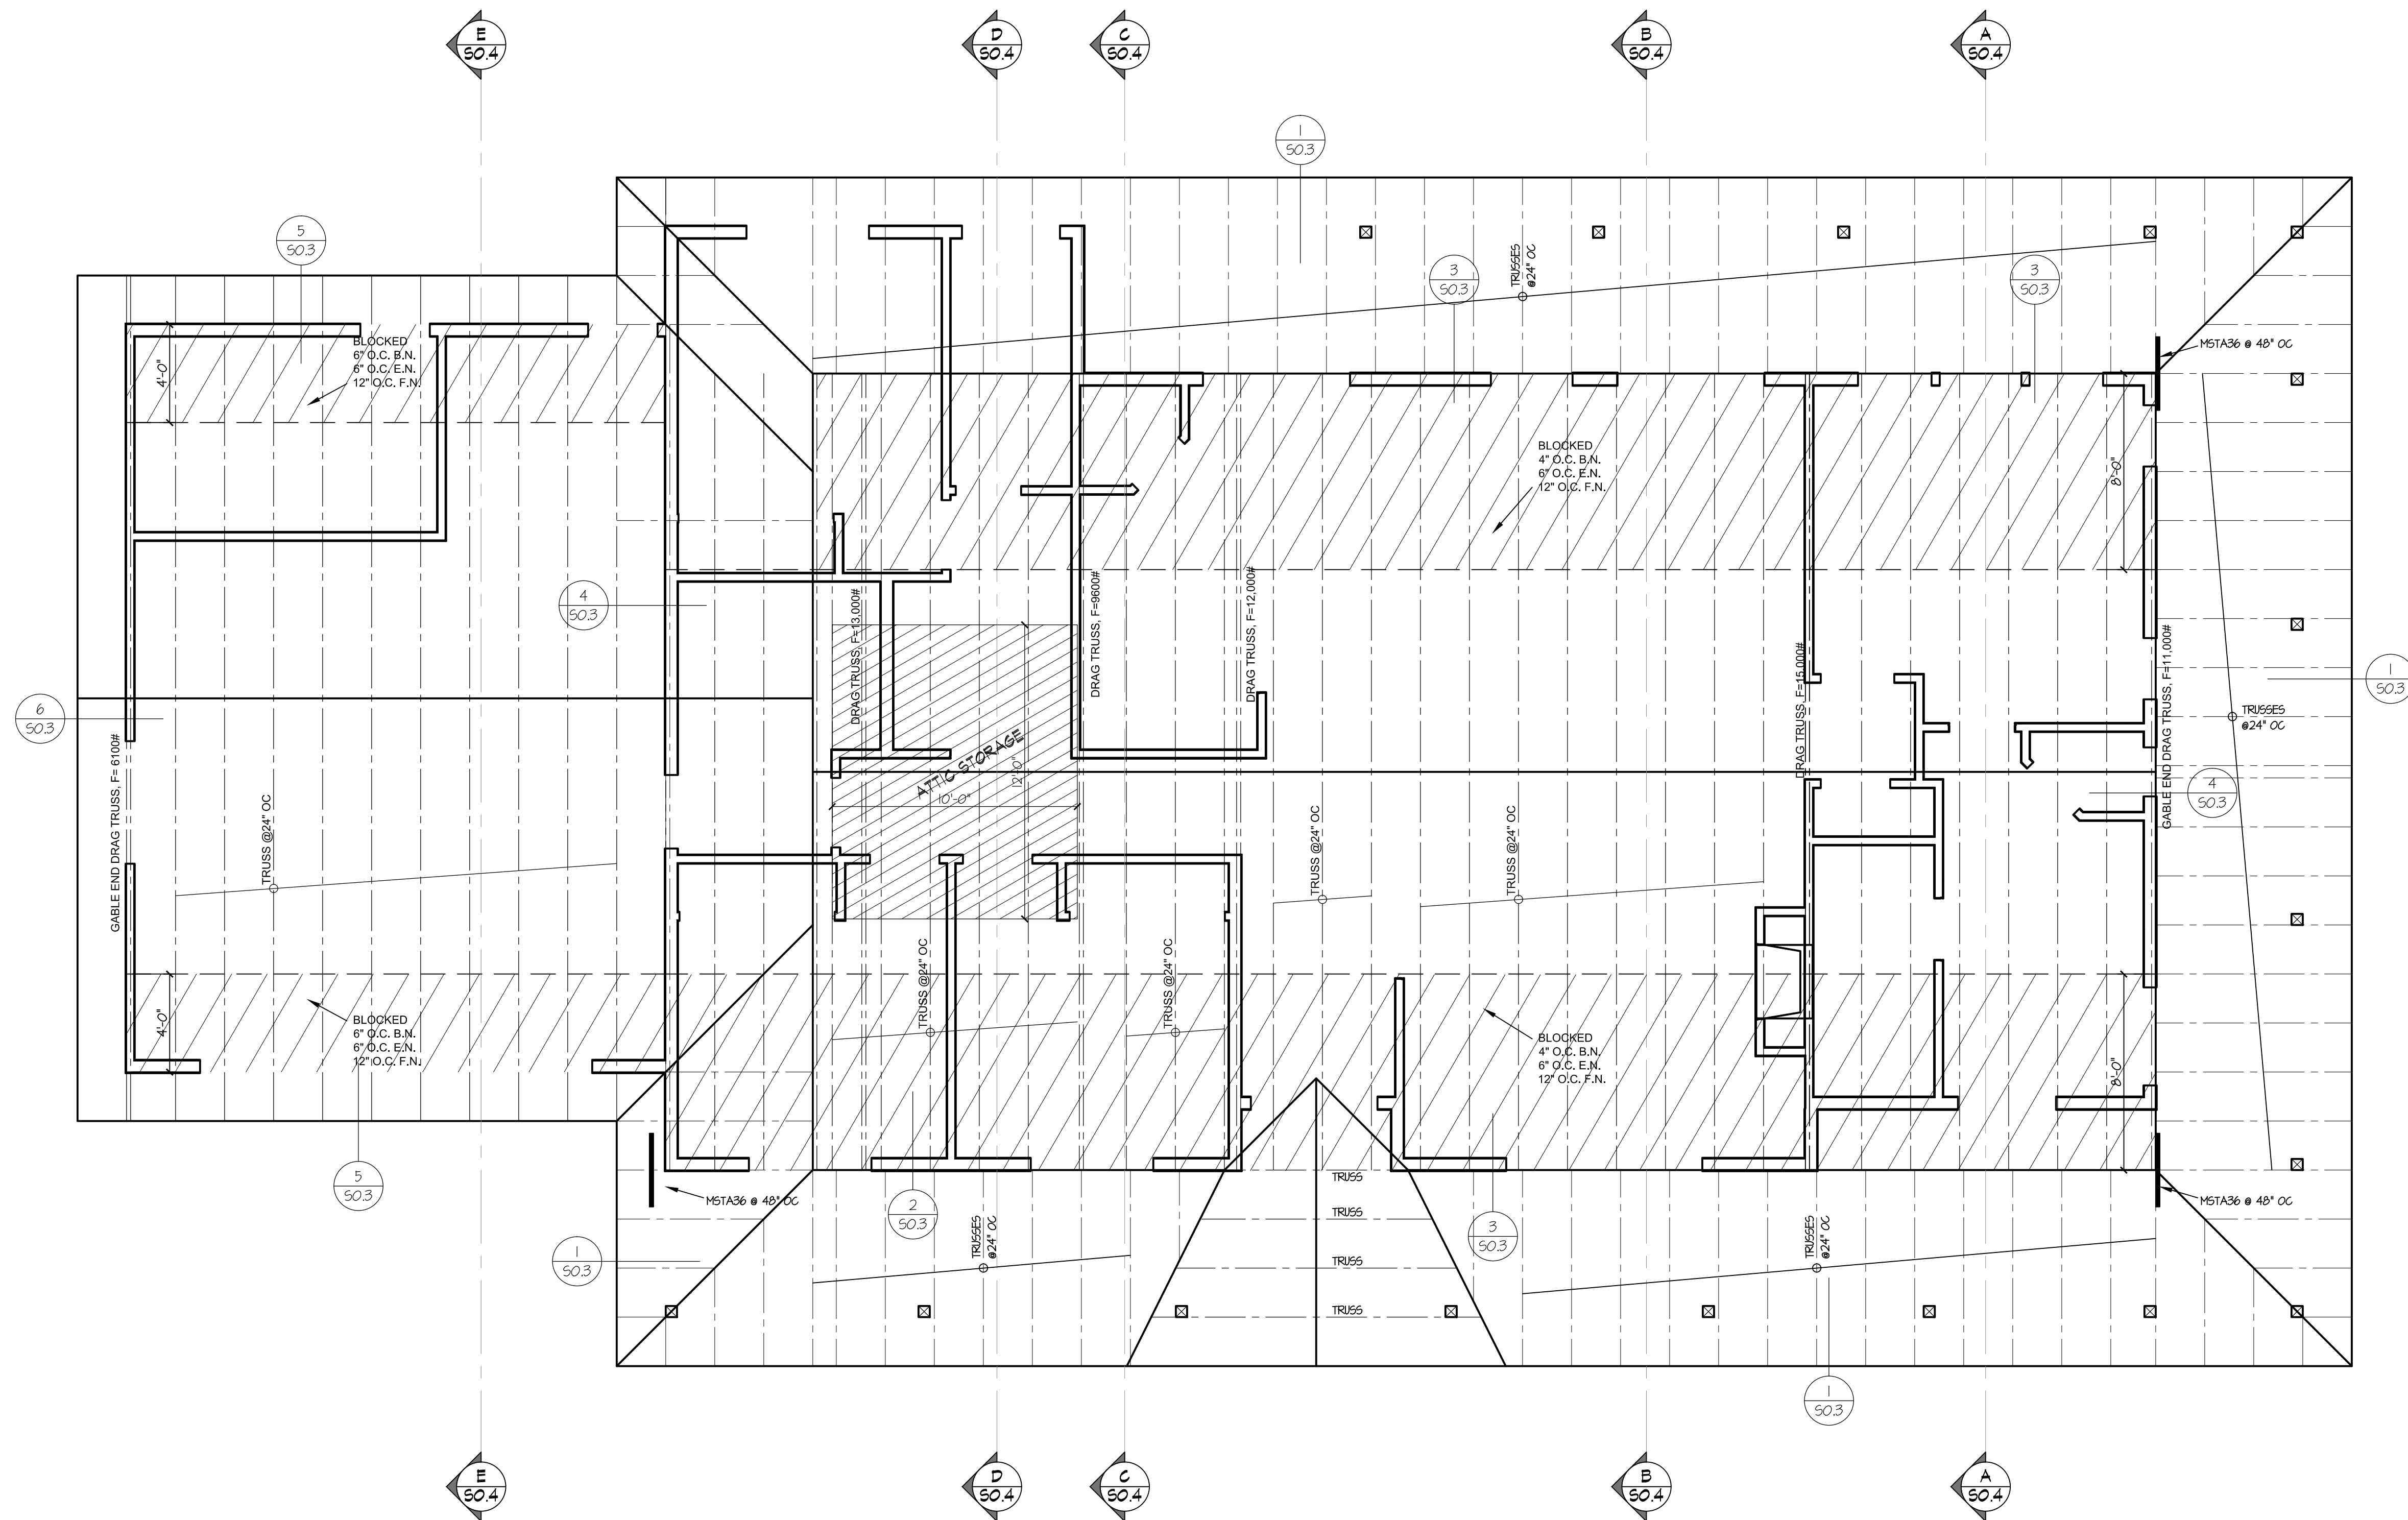 E
S0.4
D
S0.4
C
S0.4
B
S0.4
A
S0.4
1
S0.3
5
S0.3
3
S0.3
3
S0.3
TRUSSES
@24" OC
BLOCKED
6" O.C. B.N.
6" O.C. E.N.
12" O.C. F.N.
4'-0"
MSTA36 @ 48" OC
BLOCKED
4" O.C. B.N.
6" O.C. E.N.
12" O.C. F.N.
8'-0"
4
S0.3
DRAG TRUSS, F=13,000#
DRAG TRUSS, F=9600#
DRAG TRUSS, F=12,000#
DRAG TRUSS, F=15,000#
GABLE END DRAG TRUSS, F=11,000#
1
S0.3
6
S0.3
TRUSSES
@24" OC
GABLE END DRAG TRUSS, F= 6100#
ATTIC STORAGE
12'-0"
10'-0"
4
S0.3
TRUSS @24" OC
TRUSS @24" OC
TRUSS @24" OC
TRUSS @24" OC
TRUSS @24" OC
4'-0"
BLOCKED
6" O.C. B.N.
6" O.C. E.N.
12" O.C. F.N.
BLOCKED
4" O.C. B.N.
6" O.C. E.N.
12" O.C. F.N.
8'-0"
5
S0.3
MSTA36 @ 48" OC
2
S0.3
TRUSS
TRUSS
TRUSS
TRUSS
3
S0.3
MSTA36 @ 48" OC
1
S0.3
TRUSSES
@24" OC
TRUSSES
@24" OC
1
S0.3
E
S0.4
D
S0.4
C
S0.4
B
S0.4
A
S0.4